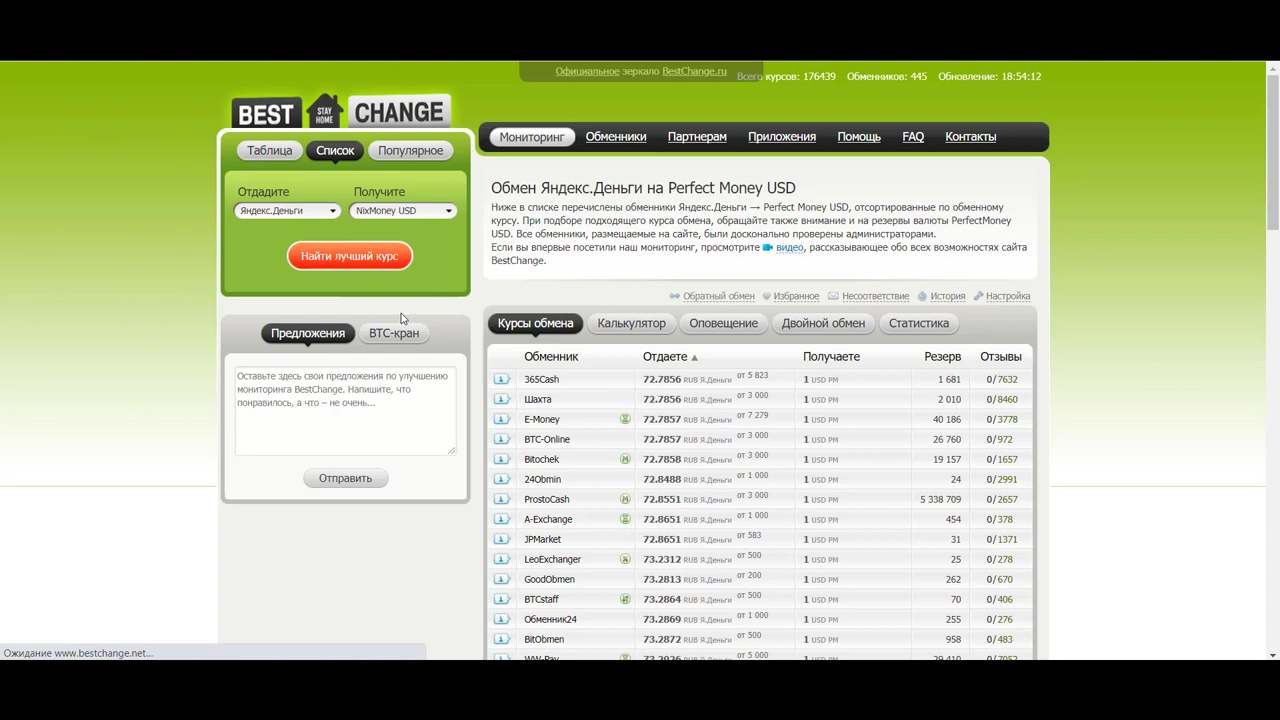 Официальное зеркало BestChange.ru
Всего курсов: 176439 Обменников: 445 Обновление: 18:54:12
BEST STAY HOME CHANGE
Мониторинг Обменники Партнерам Приложения Помощь FAQ Контакты
Таблица Список Популярное
Отдадите Получите
Яндекс.Деньги NixMoney USD
Найти лучший курс
Предложения BTC-кран
Оставьте здесь свои предложения по улучшению
мониторинга BestChange. Напишите, что
понравилось, а что – не очень...
Отправить
Обмен Яндекс.Деньги на Perfect Money USD
Ниже в списке перечислены обменники Яндекс.Деньги → Perfect Money USD, отсортированные по обменному
курсу. При подборе подходящего курса обмена, обращайте также внимание и на резервы валюты PerfectMoney
USD. Все обменники, размещаемые на сайте, были досконально проверены администраторами.
Если вы впервые посетили наш мониторинг, просмотрите видео, рассказывающее обо всех возможностях сайта
BestChange.
Обратный обмен Избранное Несоответствие История Настройка
Курсы обмена Калькулятор Оповещение Двойной обмен Статистика
Обменник Отдаете ▲ Получаете Резерв Отзывы
365Cash 72.7856 RUB Я.Деньги от 5 823 1 USD PM 1 681 0/7632
Шахта 72.7856 RUB Я.Деньги от 3 000 1 USD PM 2 010 0/8460
E-Money 72.7857 RUB Я.Деньги от 7 279 1 USD PM 40 186 0/3778
BTC-Online 72.7857 RUB Я.Деньги от 3 000 1 USD PM 26 760 0/972
Bitochek 72.7858 RUB Я.Деньги от 3 000 1 USD PM 19 157 0/1657
24Obmin 72.8488 RUB Я.Деньги от 1 000 1 USD PM 24 0/2991
ProstoCash 72.8551 RUB Я.Деньги от 3 000 1 USD PM 5 338 709 0/2657
A-Exchange 72.8651 RUB Я.Деньги от 1 000 1 USD PM 454 0/378
JPMarket 72.8651 RUB Я.Деньги от 583 1 USD PM 31 0/1371
LeoExchanger 73.2312 RUB Я.Деньги от 500 1 USD PM 25 0/278
GoodObmen 73.2813 RUB Я.Деньги от 200 1 USD PM 262 0/670
BTCstaff 73.2864 RUB Я.Деньги от 500 1 USD PM 70 0/406
Обменник24 73.2869 RUB Я.Деньги от 1 000 1 USD PM 255 0/276
BitObmen 73.2872 RUB Я.Деньги от 500 1 USD PM 958 0/483
WW-Pay 73.2926 RUB Я.Деньги от 5 000 1 USD PM 29 410 0/7052
Ожидание www.bestchange.net...